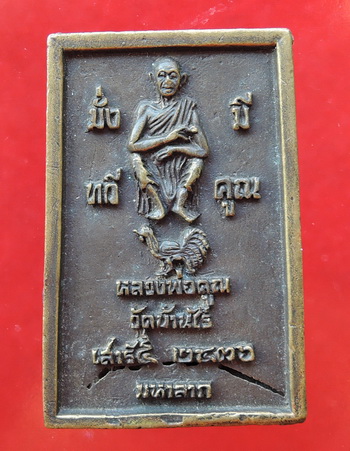 มั่ง มี
ทวี คูณ
หลวงพ่อคูณ
วัดบ้านไร่
เสาร์๕ ๒๕๓๖
มหาลาภ